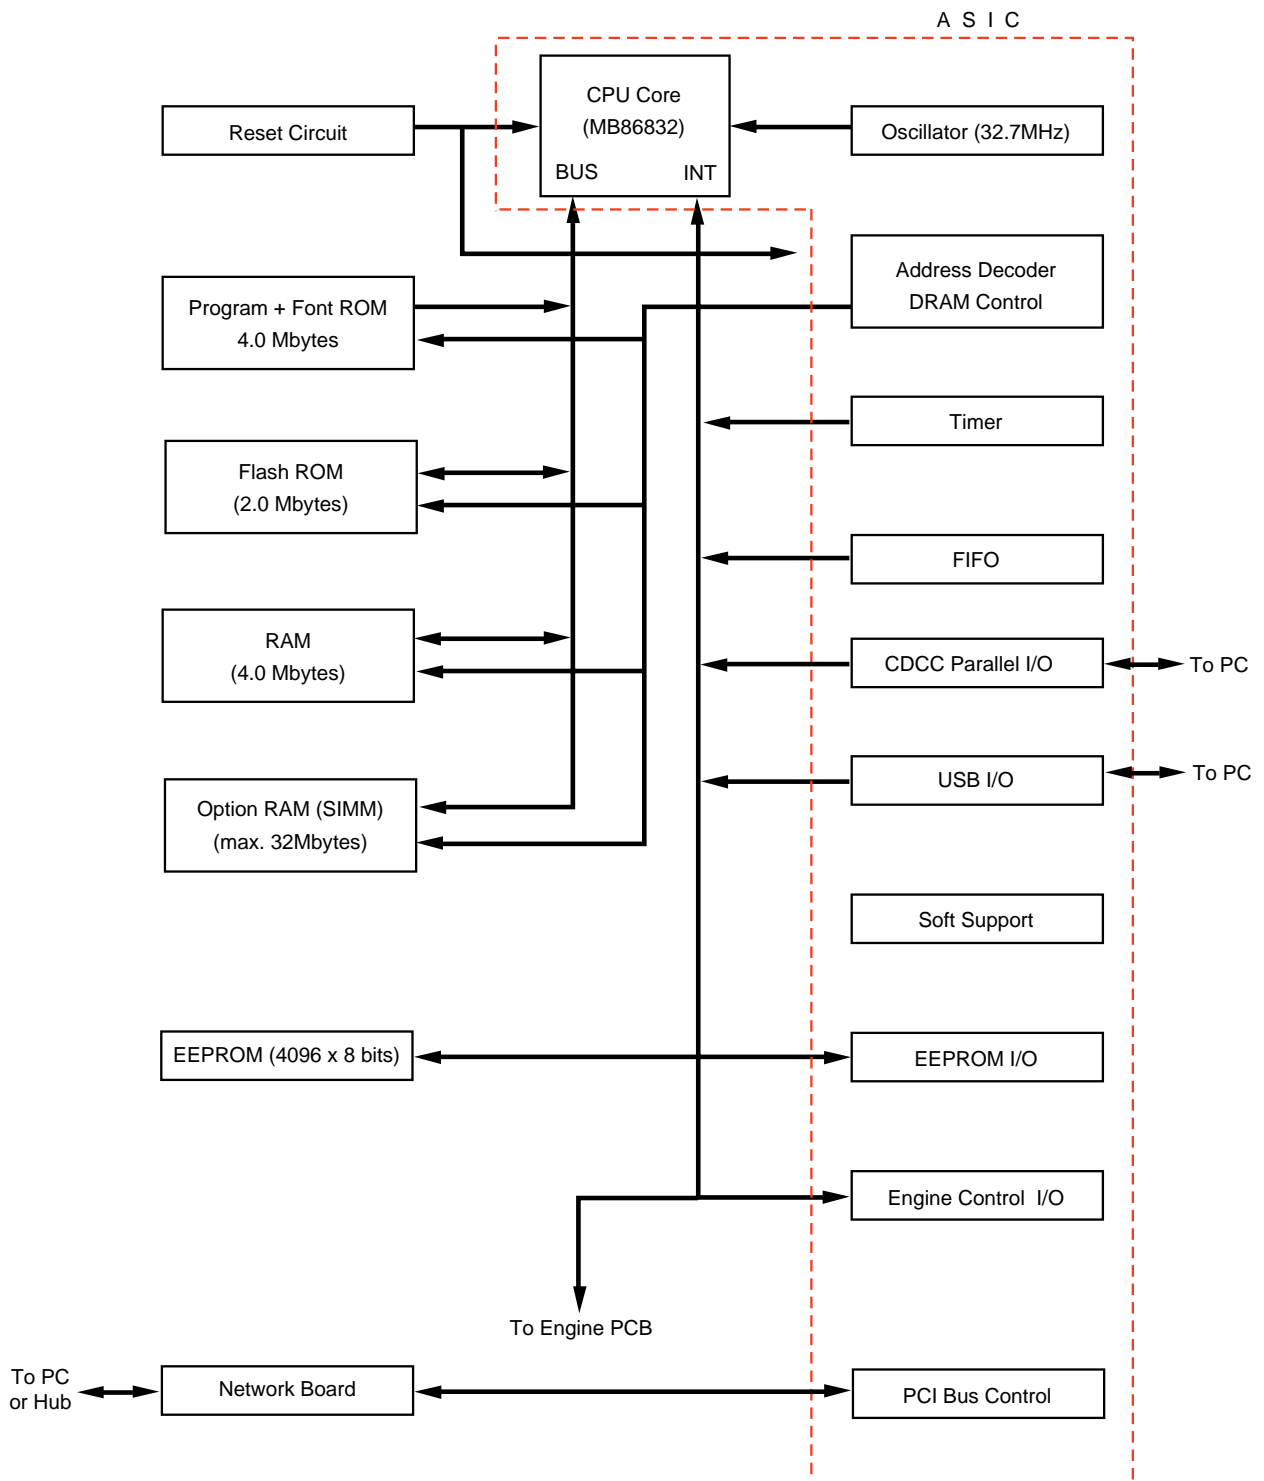 A S I C
CPU Core
(MB86832)
BUS
INT
Reset Circuit
Oscillator (32.7MHz)
Address Decoder
DRAM Control
Program + Font ROM
4.0 Mbytes
Timer
Flash ROM
(2.0 Mbytes)
FIFO
RAM
(4.0 Mbytes)
CDCC Parallel I/O
To PC
USB I/O
To PC
Option RAM (SIMM)
(max. 32Mbytes)
Soft Support
EEPROM (4096 x 8 bits)
EEPROM I/O
Engine Control I/O
To Engine PCB
To PC
or Hub
Network Board
PCI Bus Control